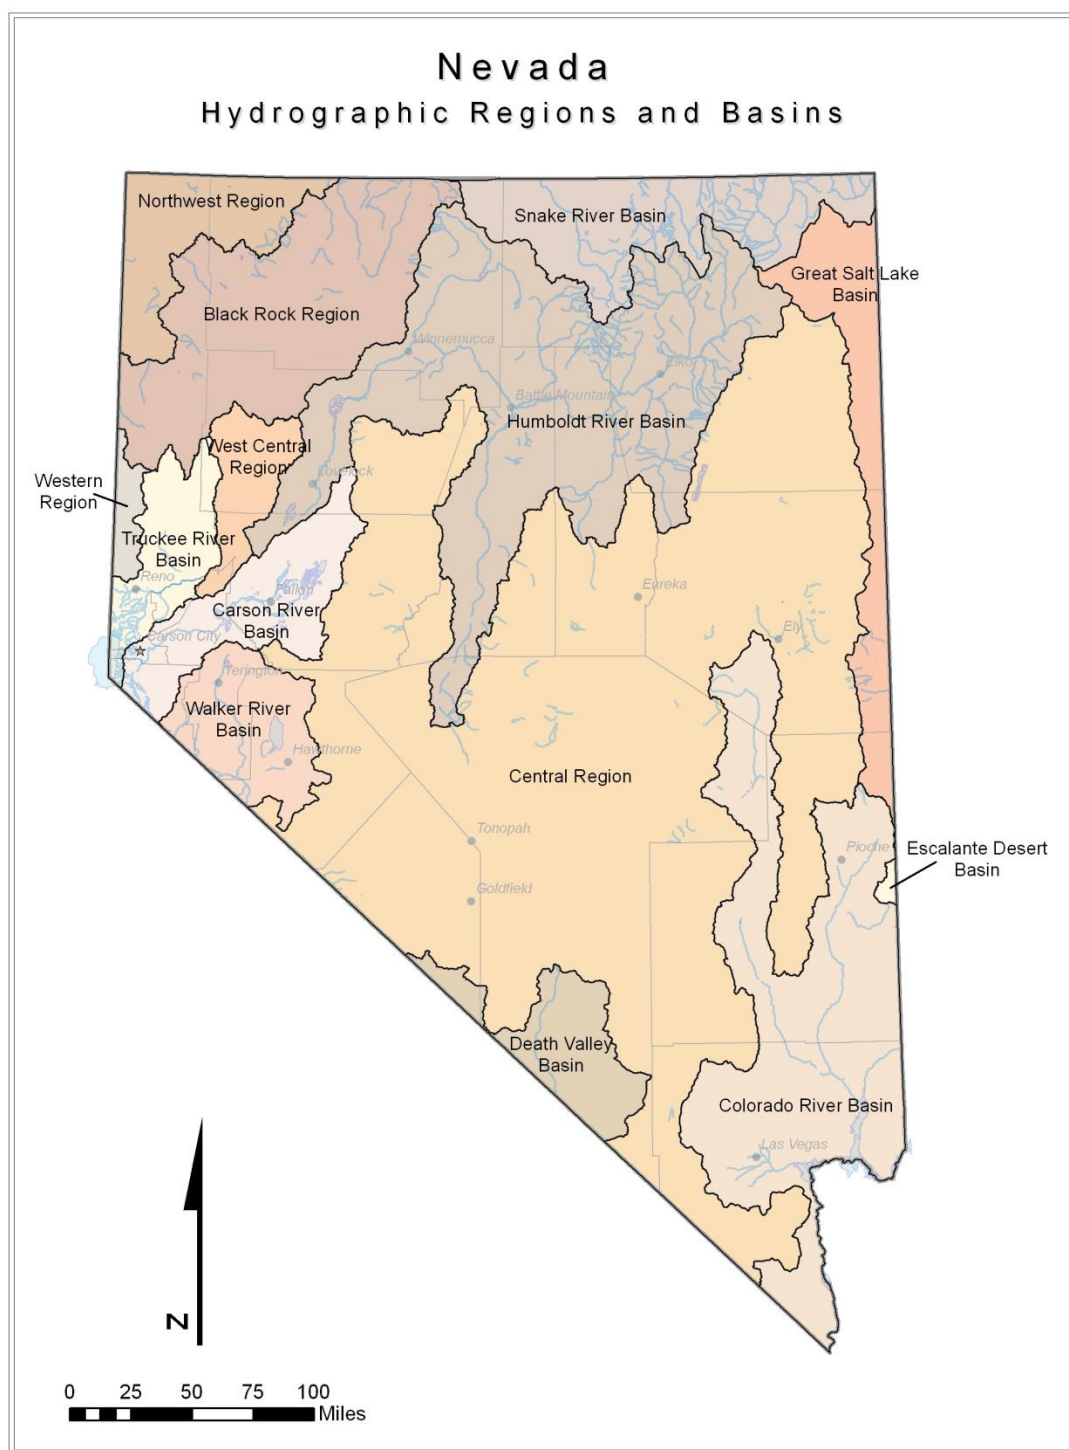 Nevada
Hydrographic Regions and Basins
Northwest Region
Snake River Basin
Great Salt Lake
Basin
Black Rock Region
Winnemucca
Elko
Battle Mountain
Humboldt River Basin
West Central
Region
Lovelock
Western
Region
Truckee River
Basin
Reno
Eureka
Fallon
Carson River
Basin
Ely
Carson City
Yerington
Walker River
Basin
Hawthorne
Central Region
Tonopah
Pioche
Escalante Desert
Basin
Goldfield
Death Valley
Basin
Colorado River Basin
Las Vegas
N
0 25 50 75 100
Miles